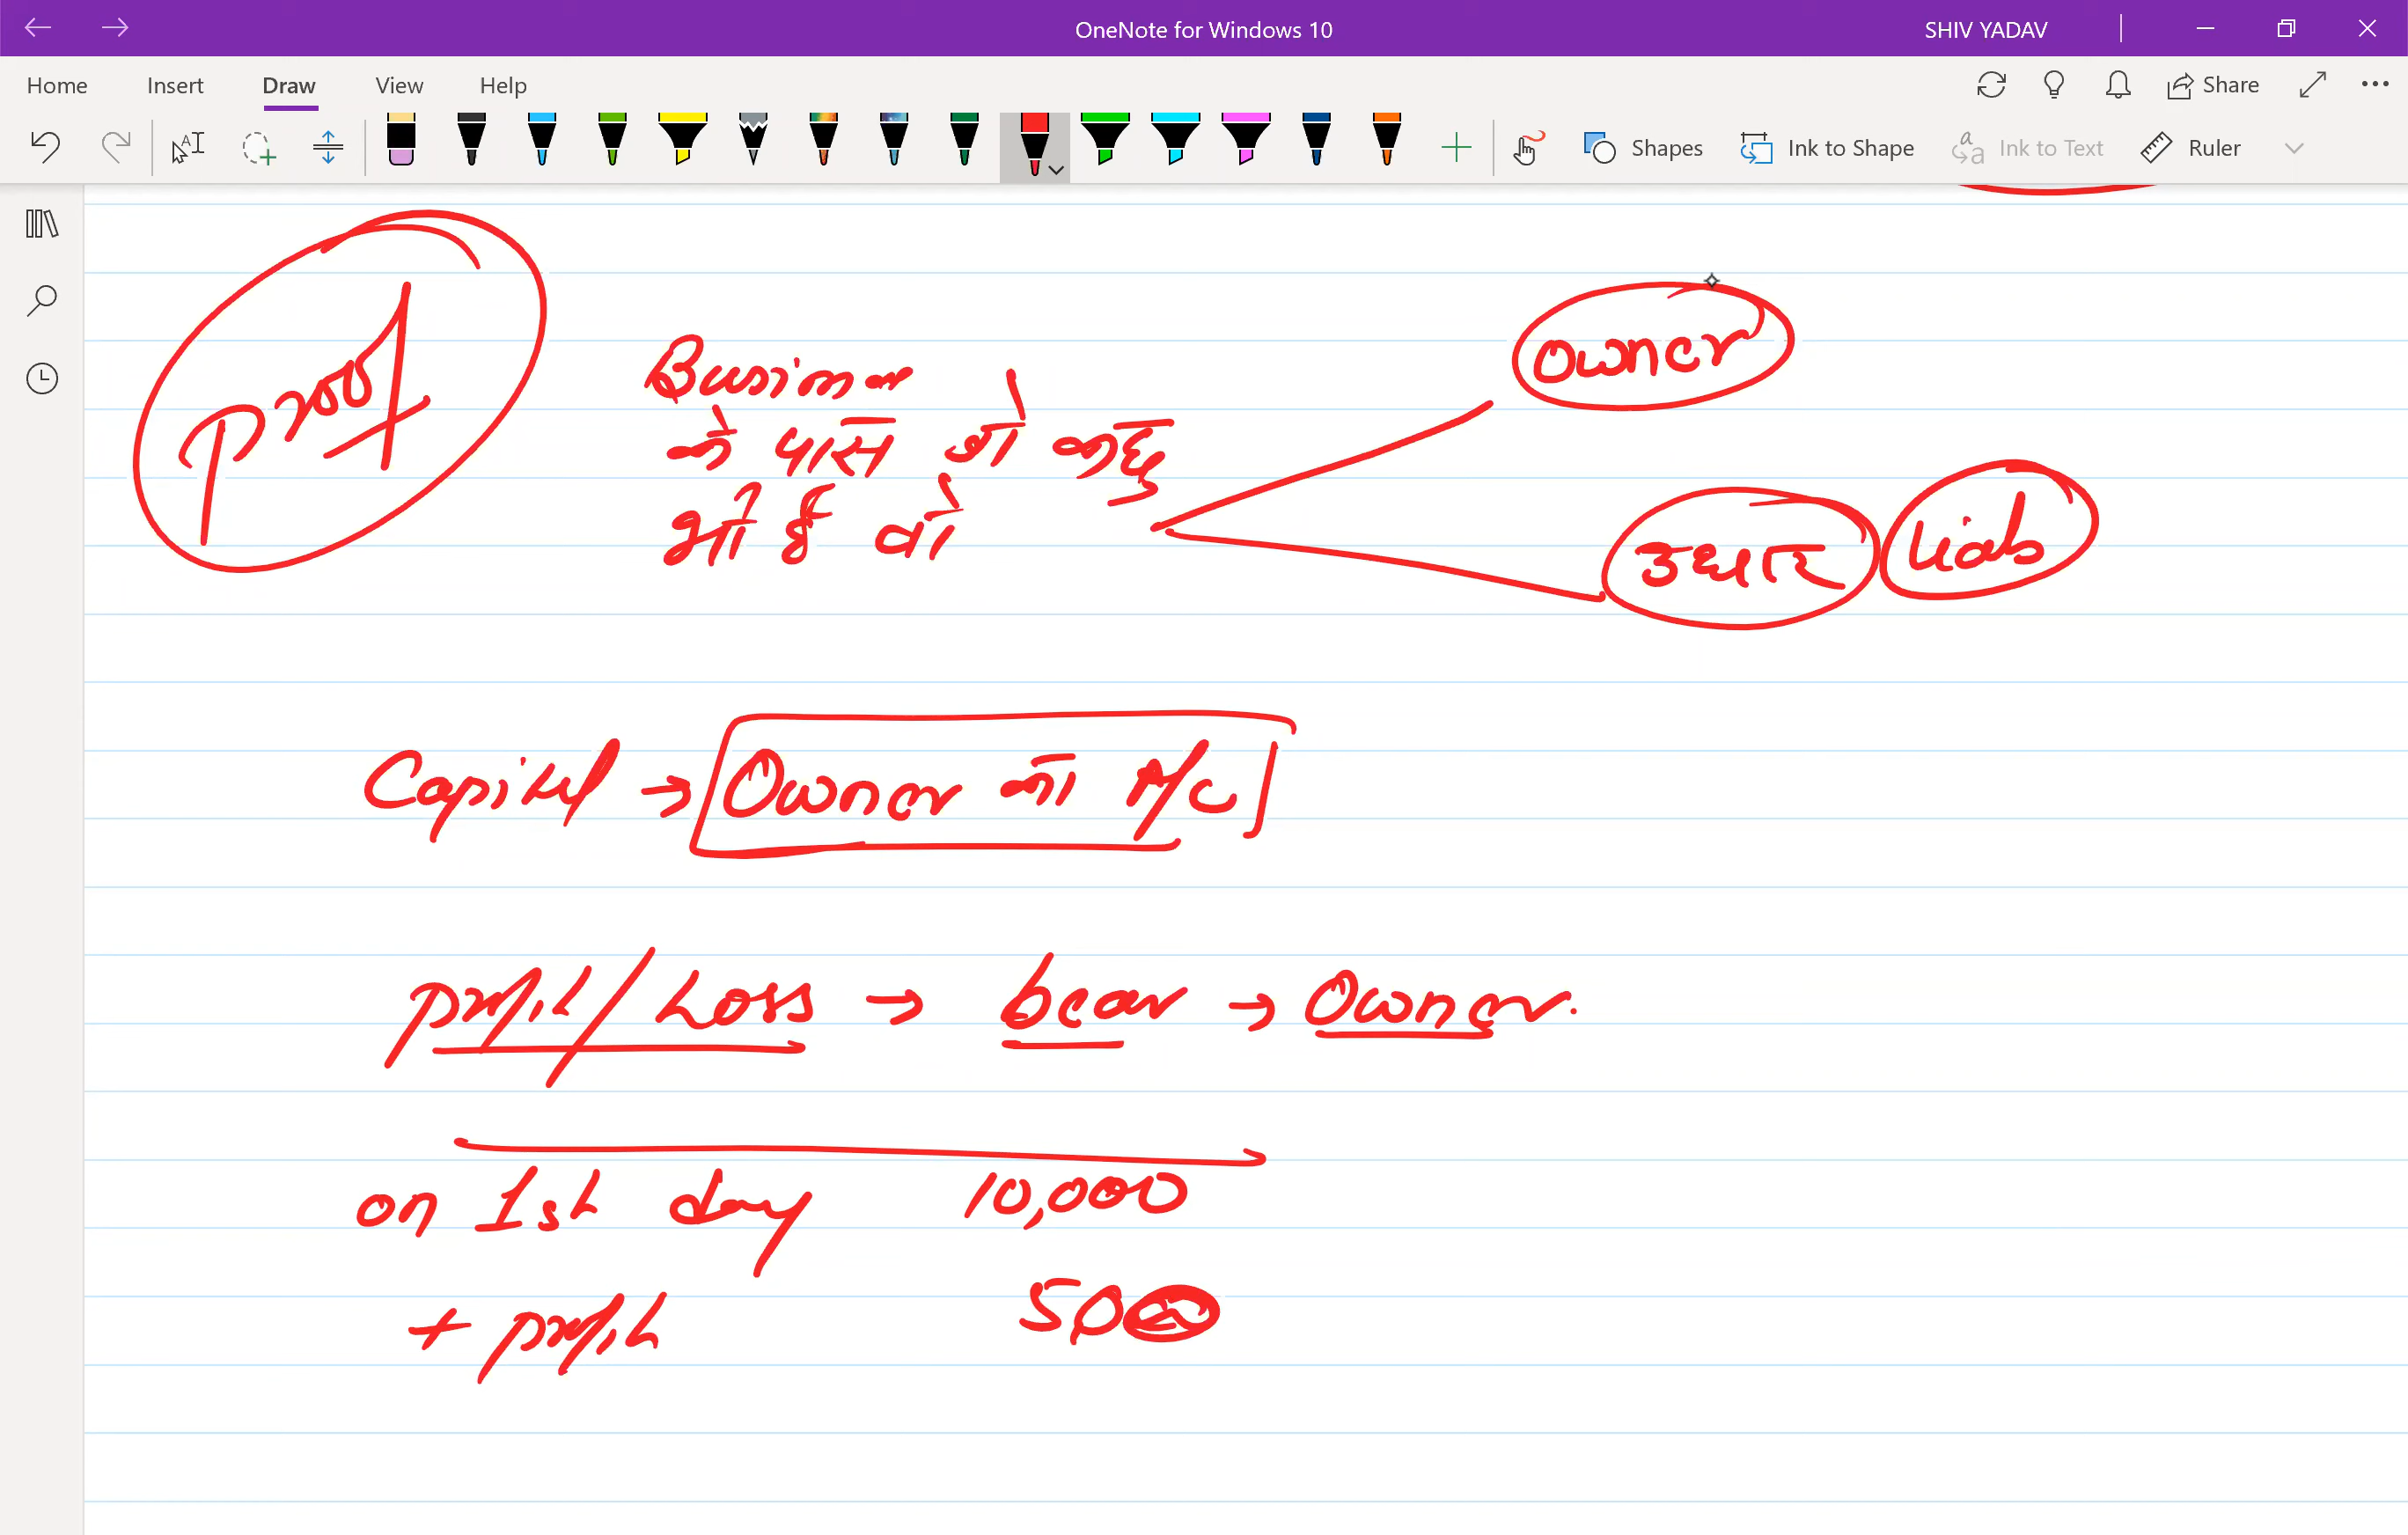 OneNote for Windows 10
SHIV YADAV
Home Insert Draw View Help
Share
Shapes Ink to Shape Ink to Text Ruler
Proof
Business
के पास जो कुछ
भी है वो
owner
उधार
Liab
Capital → Owner का A/c
profit/Loss → bear → Owner.
on 1st day 10,000
+ profit 5000